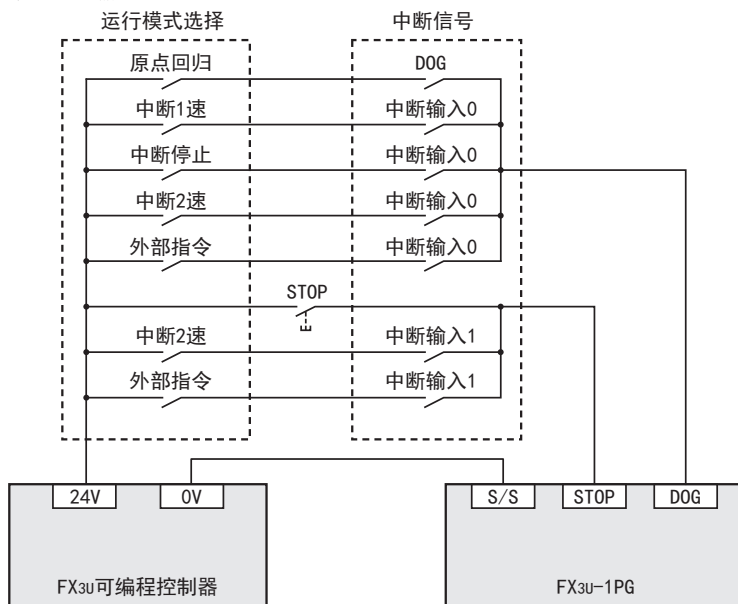 运行模式选择 中断信号
原点回归 DOG
中断1速 中断输入0
中断停止 中断输入0
中断2速 中断输入0
外部指令 中断输入0
STOP
中断2速 中断输入1
外部指令 中断输入1
24V 0V S/S STOP DOG
FX3U可编程控制器 FX3U-1PG